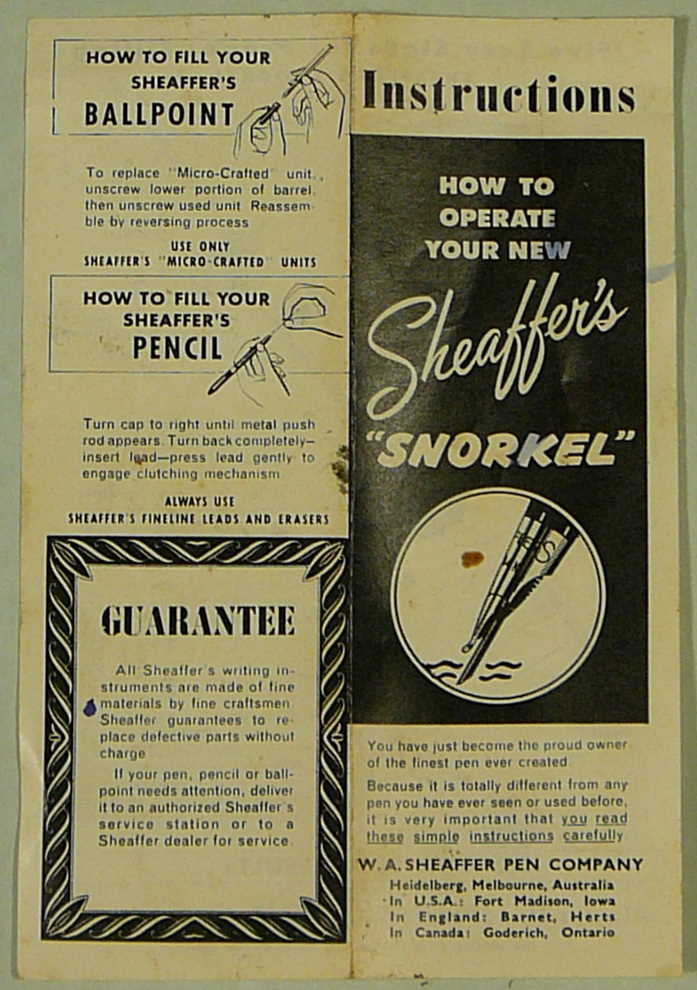 HOW TO FILL YOUR
SHEAFFER'S
BALLPOINT
To replace "Micro-Crafted" unit,
unscrew lower portion of barrel,
then unscrew used unit. Reassem-
ble by reversing process
USE ONLY
SHEAFFER'S "MICRO-CRAFTED" UNITS
HOW TO FILL YOUR
SHEAFFER'S
PENCIL
Turn cap to right until metal push
rod appears. Turn back completely—
insert lead—press lead gently to
engage clutching mechanism
ALWAYS USE
SHEAFFER'S FINELINE LEADS AND ERASERS
GUARANTEE
All Sheaffer's writing in-
struments are made of fine
materials by fine craftsmen.
Sheaffer guarantees to re-
place defective parts without
charge
If your pen, pencil or ball-
point needs attention, deliver
it to an authorized Sheaffer's
service station or to a
Sheaffer dealer for service.
Instructions
HOW TO
OPERATE
YOUR NEW
Sheaffer's
"SNORKEL"
You have just become the proud owner
of the finest pen ever created.
Because it is totally different from any
pen you have ever seen or used before,
it is very important that you read
these simple instructions carefully
W. A. SHEAFFER PEN COMPANY
Heidelberg, Melbourne, Australia
In U.S.A.: Fort Madison, Iowa
In England: Barnet, Herts
In Canada: Goderich, Ontario